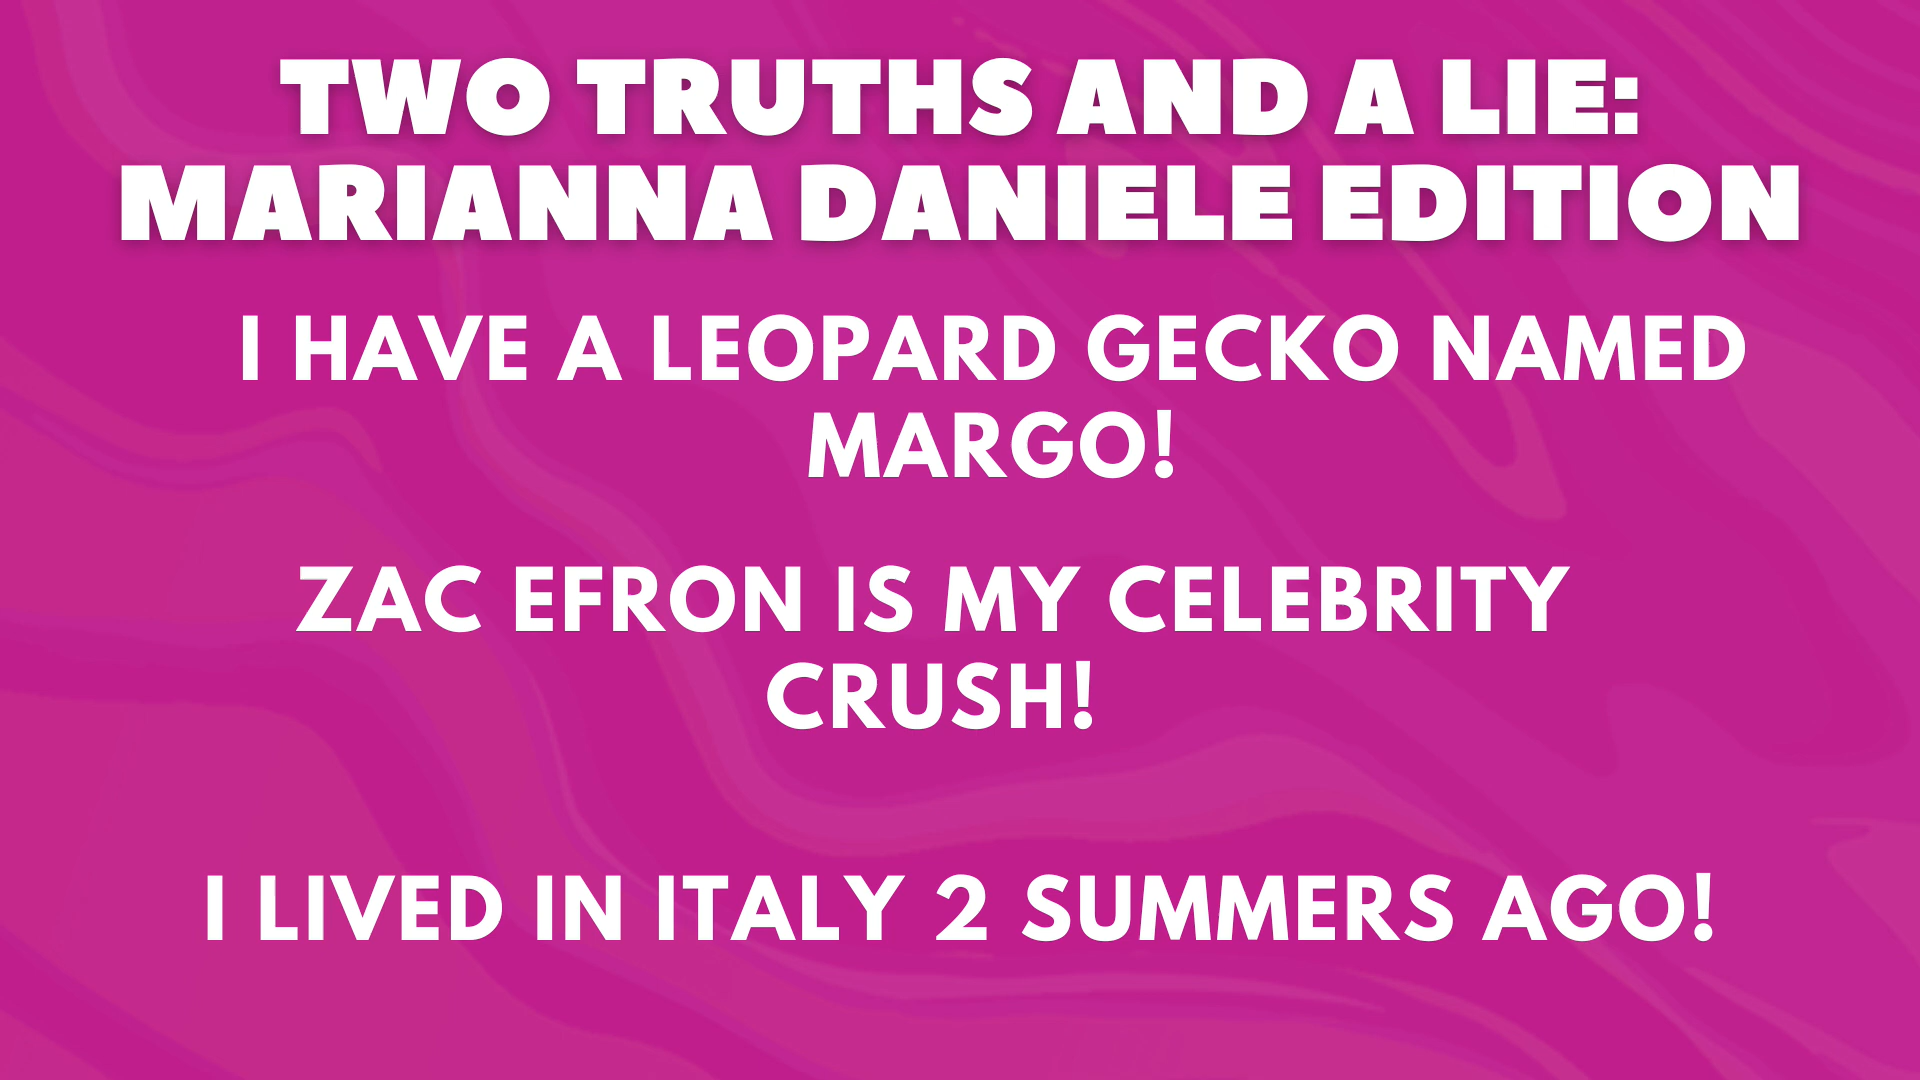 TWO TRUTHS AND A LIE:
MARIANNA DANIELE EDITION
I HAVE A LEOPARD GECKO NAMED
MARGO!
ZAC EFRON IS MY CELEBRITY
CRUSH!
I LIVED IN ITALY 2 SUMMERS AGO!